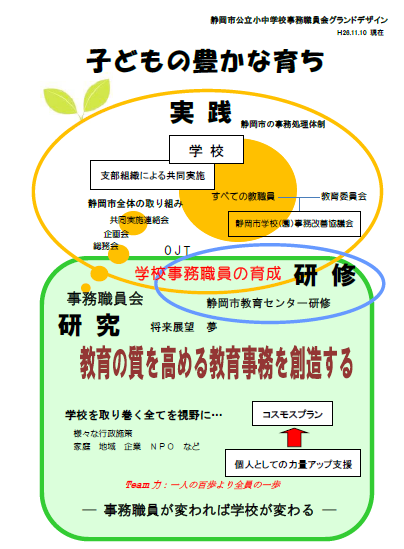 静岡市公立小中学校事務職員会グランドデザイン
H26.11.10 現在
子どもの豊かな育ち
実 践
静岡市の事務処理体制
学 校
支部組織による共同実施
すべての教職員
教育委員会
静岡市全体の取り組み
共同実施連絡会
企画会
総務会
静岡市学校(園)事務改善協議会
OJT
学校事務職員の育成
研 修
事務職員会
静岡市教育センター研修
研 究
将来展望 夢
教育の質を高める教育事務を創造する
学校を取り巻く全てを視野に…
コスモスプラン
様々な行政施策
家庭 地域 企業 NPO など
個人としての力量アップ支援
Team力：一人の百歩より全員の一歩
― 事務職員が変われば学校が変わる ―